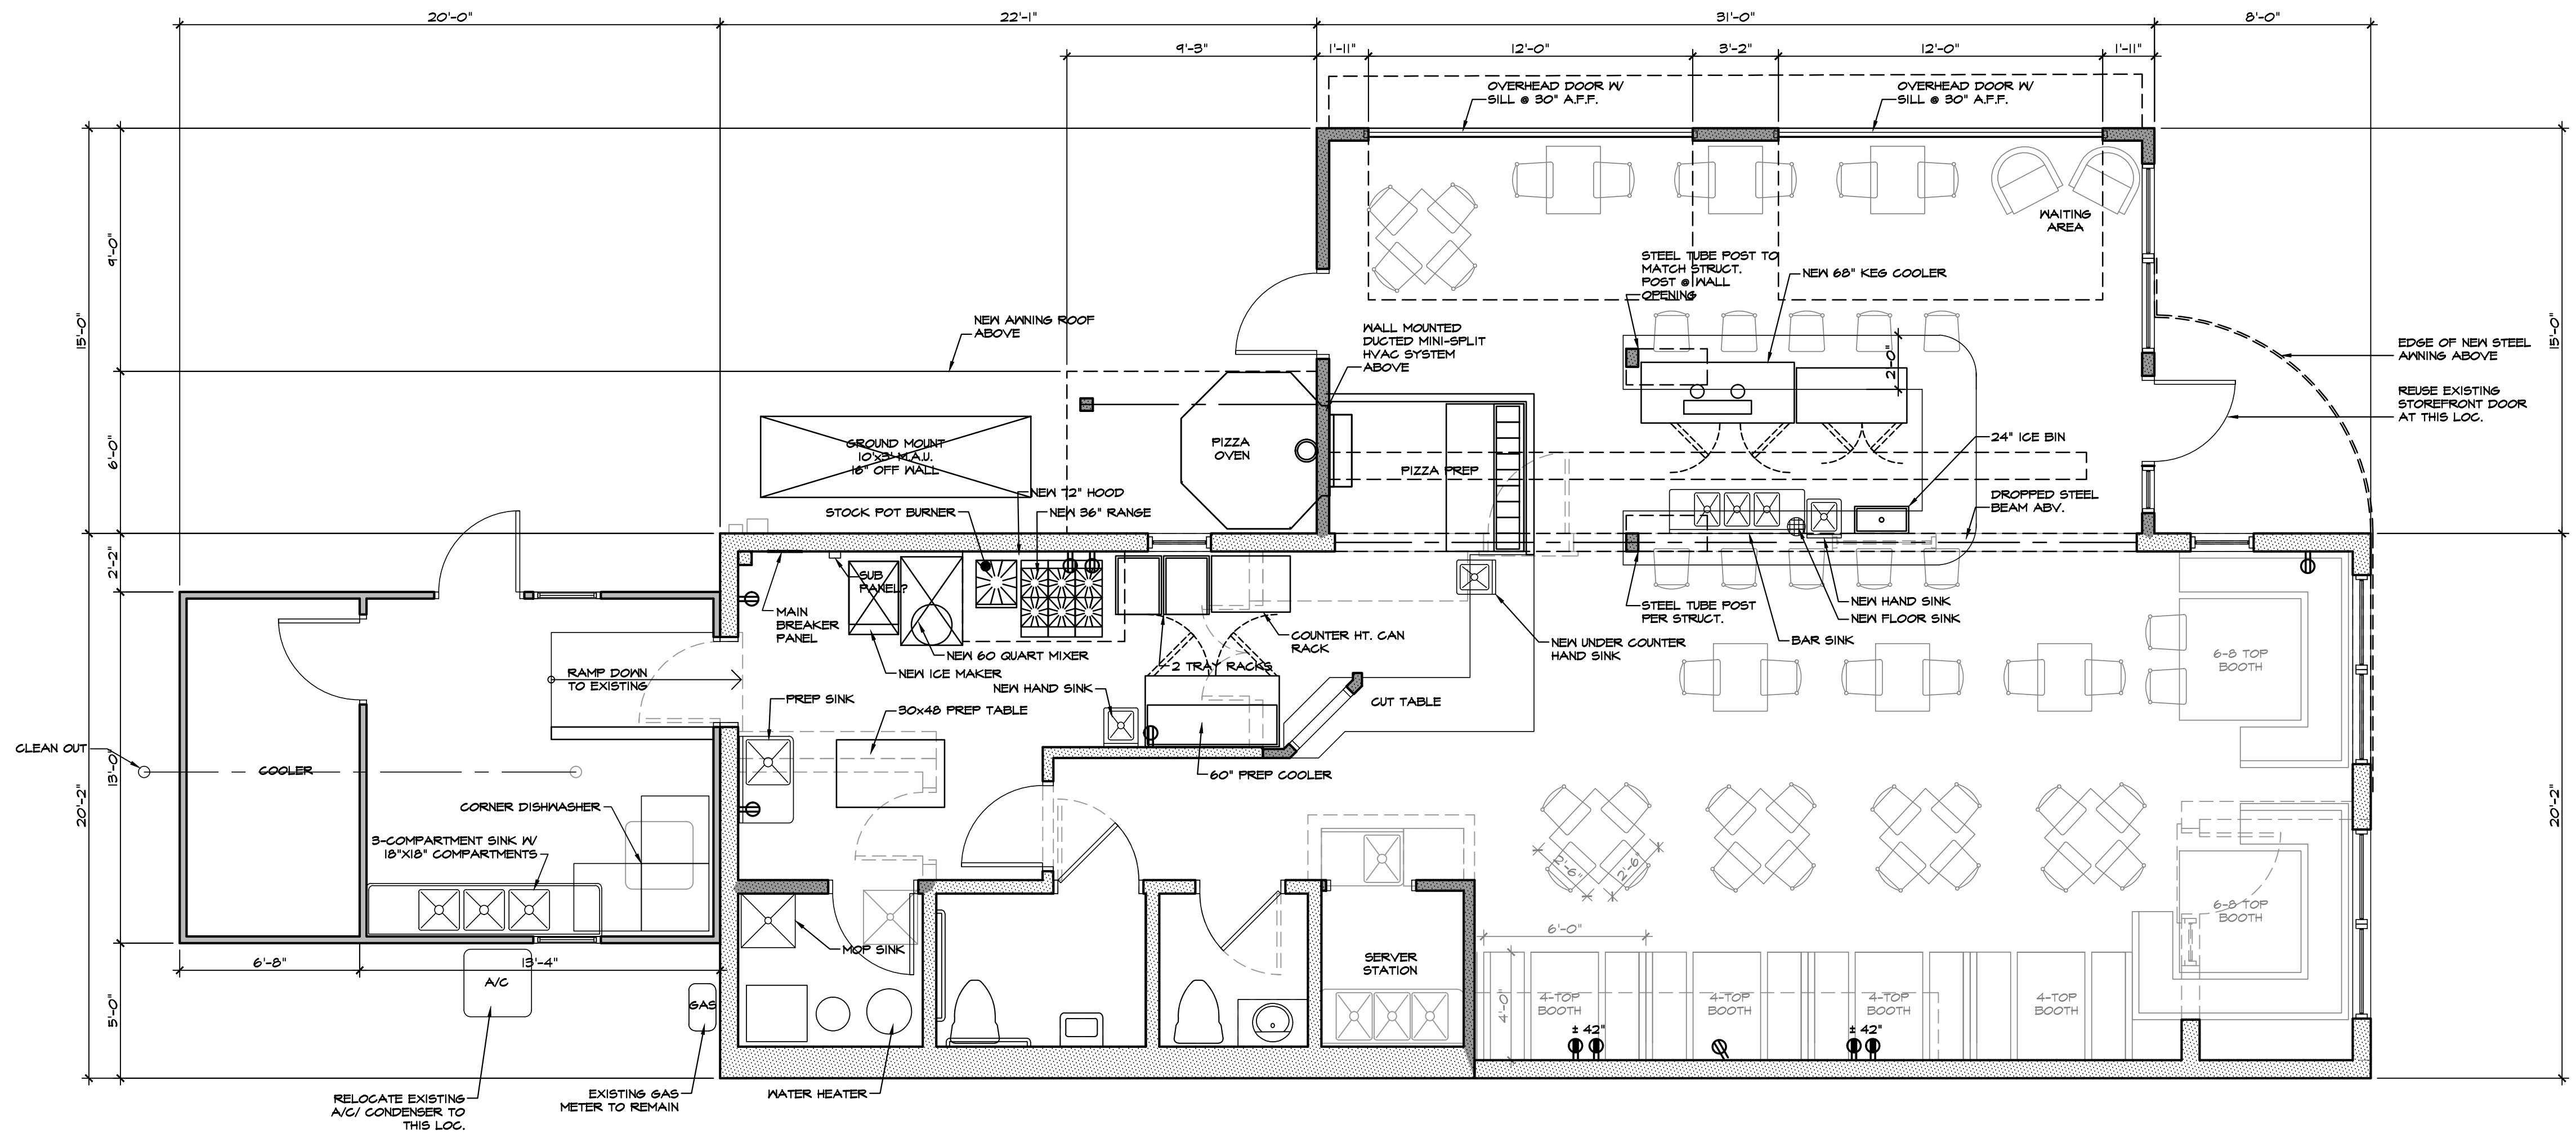 20'-0"
22'-1"
31'-0"
8'-0"
9'-3"
1'-11"
12'-0"
3'-2"
12'-0"
1'-11"
OVERHEAD DOOR W/
SILL @ 30" A.F.F.
OVERHEAD DOOR W/
SILL @ 30" A.F.F.
WAITING
AREA
9'-0"
15'-0"
6'-0"
15'-0"
STEEL TUBE POST TO
MATCH STRUCT.
POST @ WALL
OPENING
NEW 68" KEG COOLER
2'-0"
NEW AWNING ROOF
ABOVE
WALL MOUNTED
DUCTED MINI-SPLIT
HVAC SYSTEM
ABOVE
EDGE OF NEW STEEL
AWNING ABOVE
REUSE EXISTING
STOREFRONT DOOR
AT THIS LOC.
GROUND MOUNT
10'x3' M.A.U.
16" OFF WALL
PIZZA
OVEN
PIZZA PREP
24" ICE BIN
DROPPED STEEL
BEAM ABV.
NEW 72" HOOD
STOCK POT BURNER
NEW 36" RANGE
2'-2"
SUB
PANEL?
MAIN
BREAKER
PANEL
NEW 60 QUART MIXER
NEW ICE MAKER
COUNTER HT. CAN
RACK
2 TRAY RACKS
NEW HAND SINK
STEEL TUBE POST
PER STRUCT.
NEW HAND SINK
NEW FLOOR SINK
BAR SINK
NEW UNDER COUNTER
HAND SINK
RAMP DOWN
TO EXISTING
PREP SINK
30x48 PREP TABLE
CUT TABLE
6-8 TOP
BOOTH
CLEAN OUT
COOLER
13'-0"
20'-2"
20'-2"
60" PREP COOLER
CORNER DISHWASHER
3-COMPARTMENT SINK W/
18"X18" COMPARTMENTS
2'-6"
2'-6"
6-8 TOP
BOOTH
6'-0"
4'-0"
MOP SINK
SERVER
STATION
6'-8"
13'-4"
5'-0"
A/C
GAS
4-TOP
BOOTH
4-TOP
BOOTH
4-TOP
BOOTH
4-TOP
BOOTH
± 42"
± 42"
RELOCATE EXISTING
A/C/ CONDENSER TO
THIS LOC.
EXISTING GAS
METER TO REMAIN
WATER HEATER